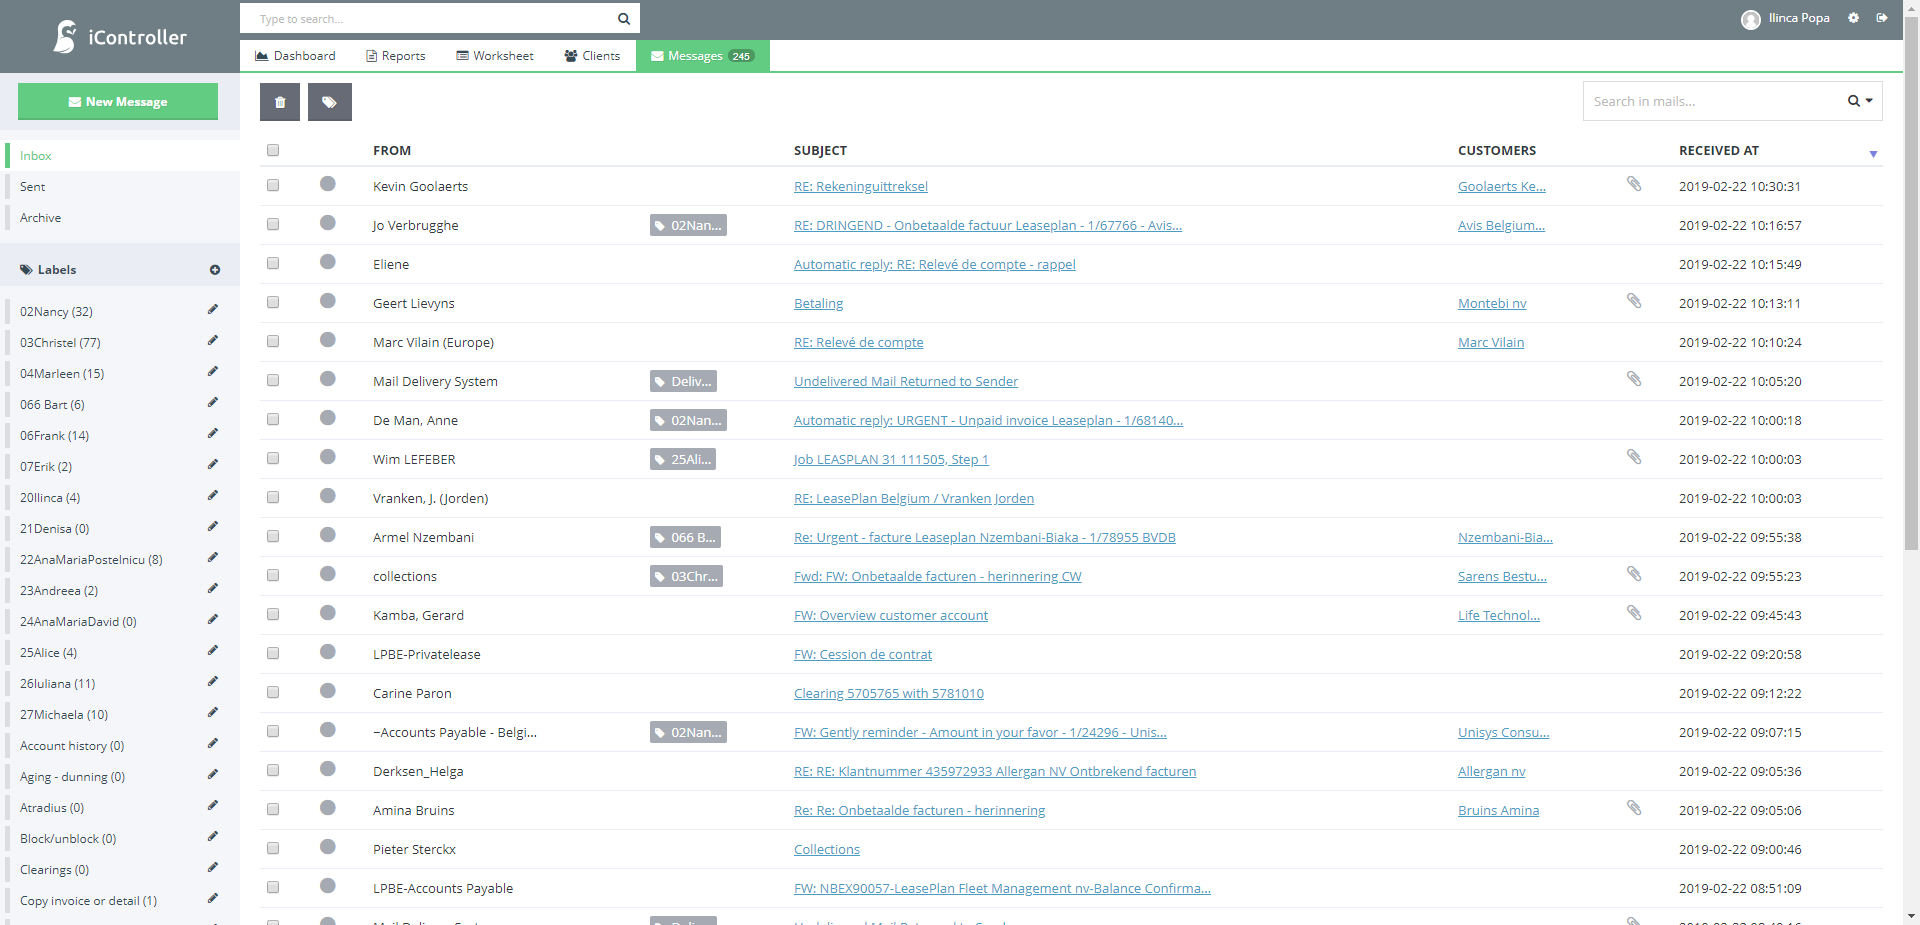 Type to search...
Ilinca Popa
iController
Dashboard
Reports
Worksheet
Clients
Messages 245
New Message
Search in mails...
Inbox
Sent
Archive
Labels
02Nancy (32)
03Christel (77)
04Marleen (15)
066 Bart (6)
06Frank (14)
07Erik (2)
20Ilinca (4)
21Denisa (0)
22AnaMariaPostelnicu (8)
23Andreea (2)
24AnaMariaDavid (0)
25Alice (4)
26Iuliana (11)
27Michaela (10)
Account history (0)
Aging - dunning (0)
Atradius (0)
Block/unblock (0)
Clearings (0)
Copy invoice or detail (1)
FROM SUBJECT CUSTOMERS RECEIVED AT
Kevin Goolaerts RE: Rekeninguittreksel Goolaerts Ke... 2019-02-22 10:30:31
Jo Verbrugghe 02Nan... RE: DRINGEND - Onbetaalde factuur Leaseplan - 1/67766 - Avis... Avis Belgium... 2019-02-22 10:16:57
Eliene Automatic reply: RE: Relevé de compte - rappel 2019-02-22 10:15:49
Geert Lievyns Betaling Montebi nv 2019-02-22 10:13:11
Marc Vilain (Europe) RE: Relevé de compte Marc Vilain 2019-02-22 10:10:24
Mail Delivery System Deliv... Undelivered Mail Returned to Sender 2019-02-22 10:05:20
De Man, Anne 02Nan... Automatic reply: URGENT - Unpaid invoice Leaseplan - 1/68140... 2019-02-22 10:00:18
Wim LEFEBER 25Ali... Job LEASPLAN 31 111505, Step 1 2019-02-22 10:00:03
Vranken, J. (Jorden) RE: LeasePlan Belgium / Vranken Jorden 2019-02-22 10:00:03
Armel Nzembani 066 B... Re: Urgent - facture Leaseplan Nzembani-Biaka - 1/78955 BVDB Nzembani-Bia... 2019-02-22 09:55:38
collections 03Chr... Fwd: FW: Onbetaalde facturen - herinnering CW Sarens Bestu... 2019-02-22 09:55:23
Kamba, Gerard FW: Overview customer account Life Technol... 2019-02-22 09:45:43
LPBE-Privatelease FW: Cession de contrat 2019-02-22 09:20:58
Carine Paron Clearing 5705765 with 5781010 2019-02-22 09:12:22
~Accounts Payable - Belgi... 02Nan... FW: Gently reminder - Amount in your favor - 1/24296 - Unis... Unisys Consu... 2019-02-22 09:07:15
Derksen_Helga RE: RE: Klantnummer 435972933 Allergan NV Ontbrekend facturen Allergan nv 2019-02-22 09:05:36
Amina Bruins Re: Re: Onbetaalde facturen - herinnering Bruins Amina 2019-02-22 09:05:06
Pieter Sterckx Collections 2019-02-22 09:00:46
LPBE-Accounts Payable FW: NBEX90057-LeasePlan Fleet Management nv-Balance Confirma... 2019-02-22 08:51:09